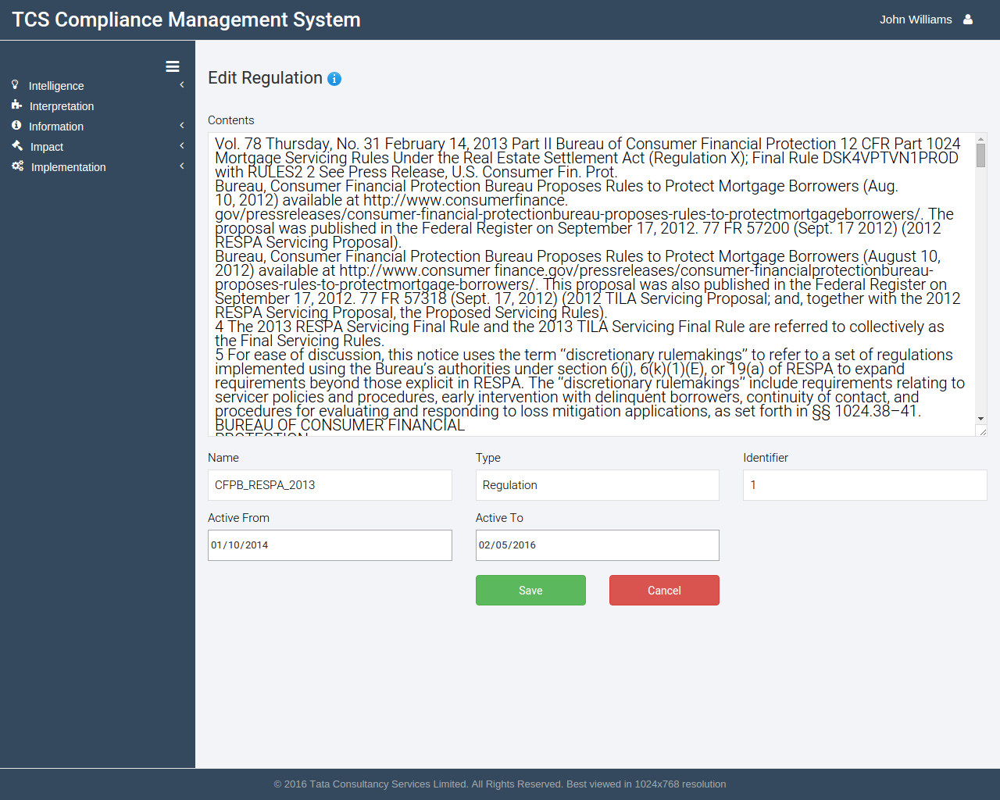 TCS Compliance Management System
John Williams
Intelligence
Interpretation
Information
Impact
Implementation
Edit Regulation
Contents
Vol. 78 Thursday, No. 31 February 14, 2013 Part II Bureau of Consumer Financial Protection 12 CFR Part 1024
Mortgage Servicing Rules Under the Real Estate Settlement Act (Regulation X); Final Rule DSK4VPTVN1PROD
with RULES2 2 See Press Release, U.S. Consumer Fin. Prot.
Bureau, Consumer Financial Protection Bureau Proposes Rules to Protect Mortgage Borrowers (Aug.
10, 2012) available at http://www.consumerfinance.
gov/pressreleases/consumer-financial-protectionbureau-proposes-rules-to-protectmortgageborrowers/. The
proposal was published in the Federal Register on September 17, 2012. 77 FR 57200 (Sept. 17 2012) (2012
RESPA Servicing Proposal).
Bureau, Consumer Financial Protection Bureau Proposes Rules to Protect Mortgage Borrowers (August 10,
2012) available at http://www.consumer finance.gov/pressreleases/consumer-financialprotectionbureau-
proposes-rules-to-protectmortgage-borrowers/. This proposal was also published in the Federal Register on
September 17, 2012. 77 FR 57318 (Sept. 17, 2012) (2012 TILA Servicing Proposal; and, together with the 2012
RESPA Servicing Proposal, the Proposed Servicing Rules).
4 The 2013 RESPA Servicing Final Rule and the 2013 TILA Servicing Final Rule are referred to collectively as
the Final Servicing Rules.
5 For ease of discussion, this notice uses the term “discretionary rulemakings” to refer to a set of regulations
implemented using the Bureau’s authorities under section 6(j), 6(k)(1)(E), or 19(a) of RESPA to expand
requirements beyond those explicit in RESPA. The “discretionary rulemakings” include requirements relating to
servicer policies and procedures, early intervention with delinquent borrowers, continuity of contact, and
procedures for evaluating and responding to loss mitigation applications, as set forth in §§ 1024.38–41.
BUREAU OF CONSUMER FINANCIAL
PROTECTION
Name
Type
Identifier
CFPB_RESPA_2013
Regulation
1
Active From
Active To
01/10/2014
02/05/2016
Save
Cancel
© 2016 Tata Consultancy Services Limited. All Rights Reserved. Best viewed in 1024x768 resolution